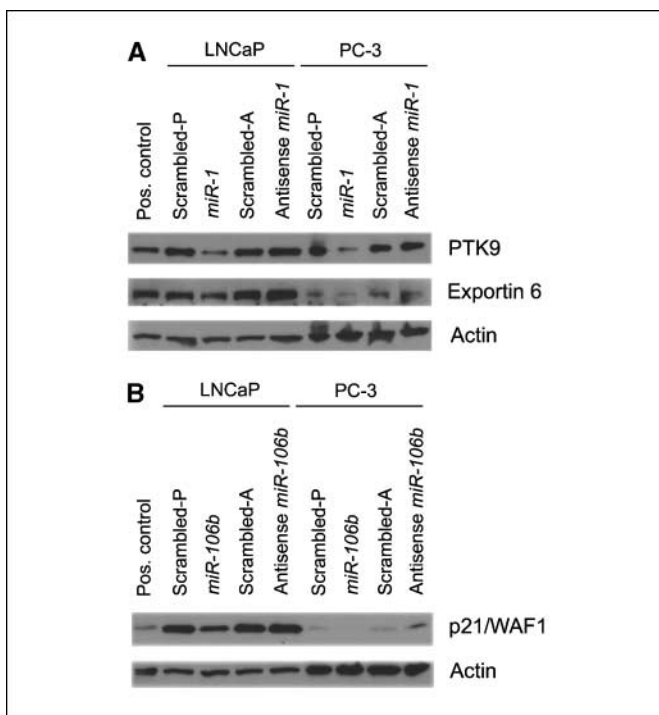 A
LNCaP PC-3
Pos. control
Scrambled-P
miR-1
Scrambled-A
Antisense miR-1
Scrambled-P
miR-1
Scrambled-A
Antisense miR-1
PTK9
Exportin 6
Actin
B
LNCaP PC-3
Pos. control
Scrambled-P
miR-106b
Scrambled-A
Antisense miR-106b
Scrambled-P
miR-106b
Scrambled-A
Antisense miR-106b
p21/WAF1
Actin